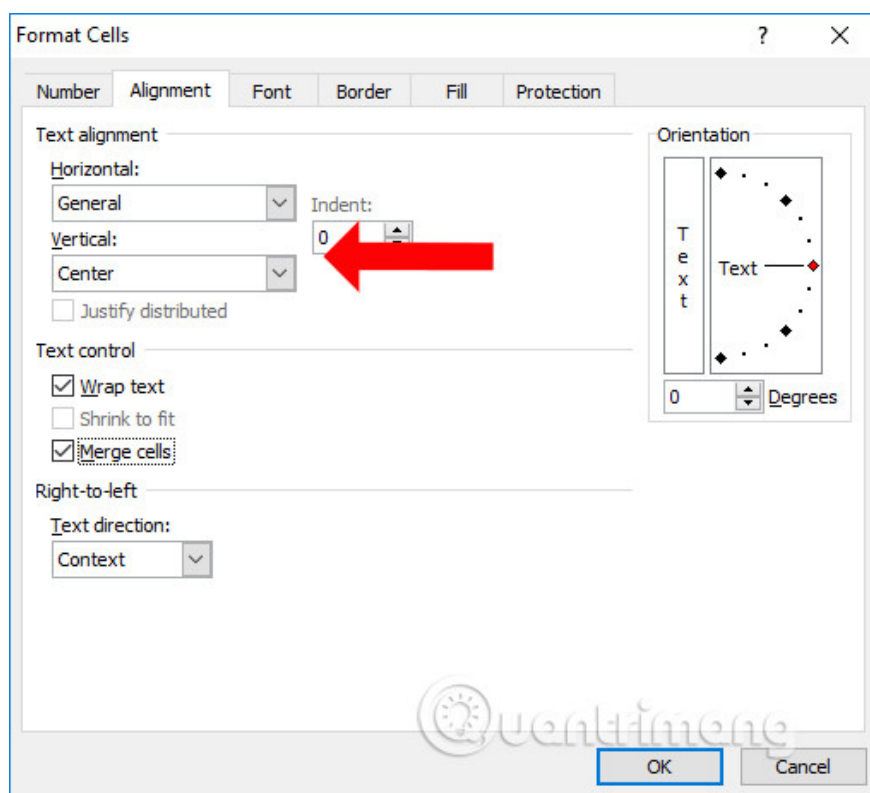 Format Cells ? X
Number Alignment Font Border Fill Protection
Text alignment
Horizontal:
General
Indent:
0
Vertical:
Center
Justify distributed
Text control
Wrap text
Shrink to fit
Merge cells
Right-to-left
Text direction:
Context
Orientation
Text
Text
0 Degrees
Quantrimang
OK Cancel